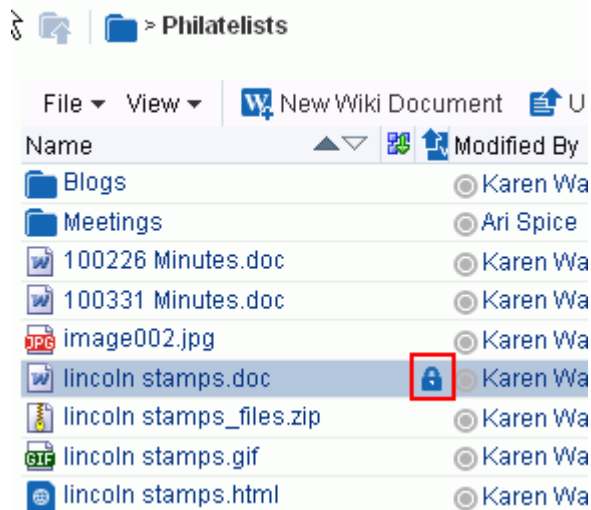 > Philatelists
File View New Wiki Document U
Name Modified By
Blogs Karen Wa
Meetings Ari Spice
100226 Minutes.doc Karen Wa
100331 Minutes.doc Karen Wa
image002.jpg Karen Wa
lincoln stamps.doc Karen Wa
lincoln stamps_files.zip Karen Wa
lincoln stamps.gif Karen Wa
lincoln stamps.html Karen Wa